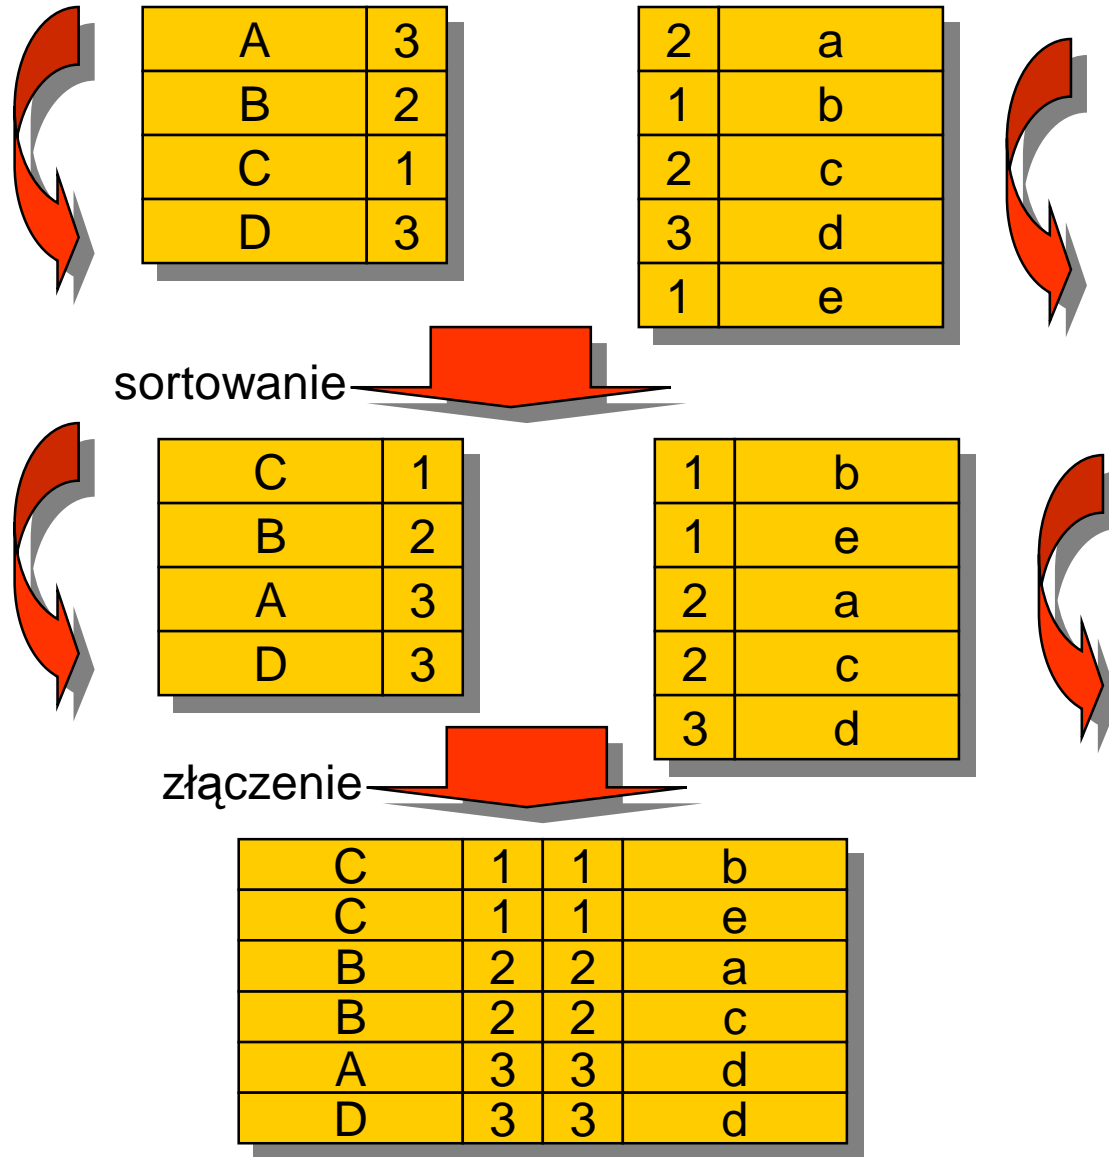 A 3
B 2
C 1
D 3
2 a
1 b
2 c
3 d
1 e
sortowanie
C 1
B 2
A 3
D 3
1 b
1 e
2 a
2 c
3 d
złączenie
C 1 1 b
C 1 1 e
B 2 2 a
B 2 2 c
A 3 3 d
D 3 3 d